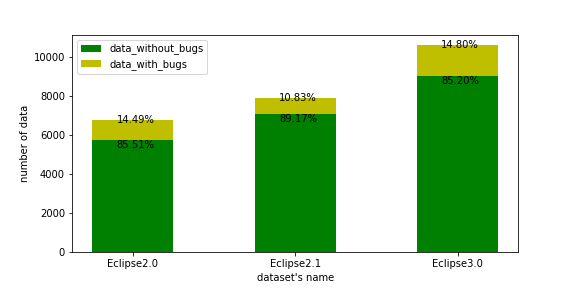 data_without_bugs
data_with_bugs
number of data
10000
8000
6000
4000
2000
0
14.49%
85.51%
10.83%
89.17%
14.80%
85.20%
Eclipse2.0
Eclipse2.1
Eclipse3.0
dataset's name